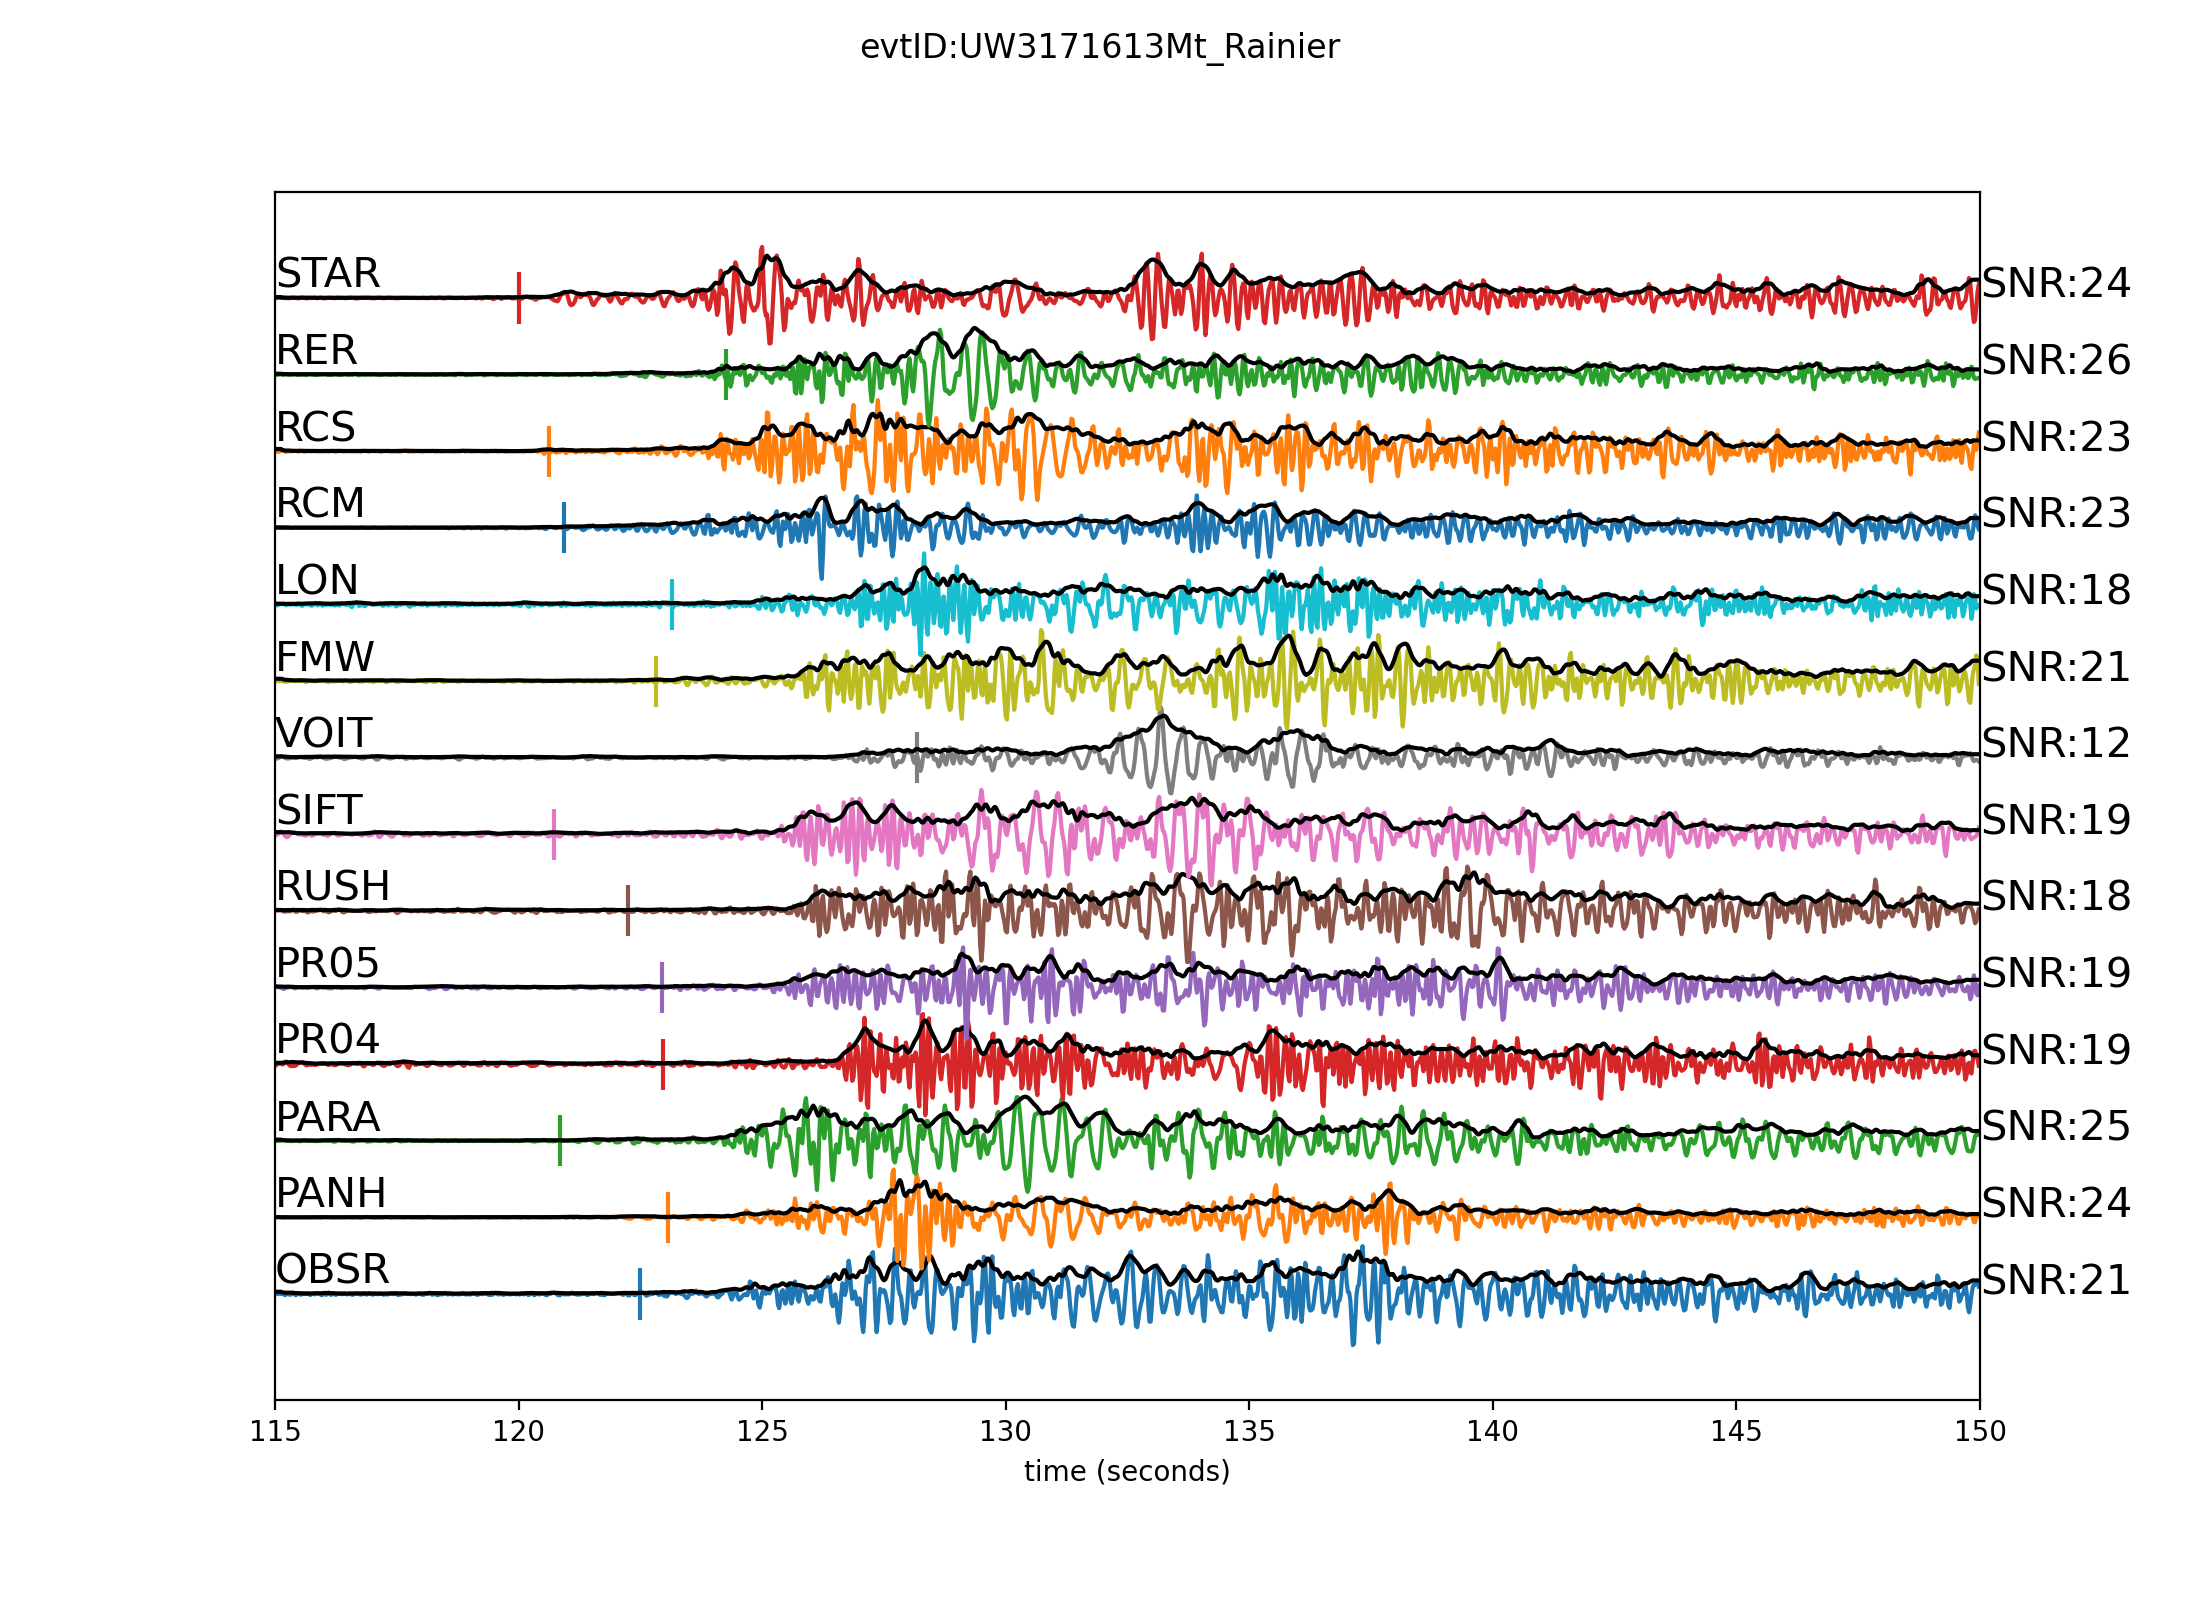 evtID:UW3171613Mt_Rainier
STAR SNR:24
RER SNR:26
RCS SNR:23
RCM SNR:23
LON SNR:18
FMW SNR:21
VOIT SNR:12
SIFT SNR:19
RUSH SNR:18
PR05 SNR:19
PR04 SNR:19
PARA SNR:25
PANH SNR:24
OBSR SNR:21
115 120 125 130 135 140 145 150
time (seconds)